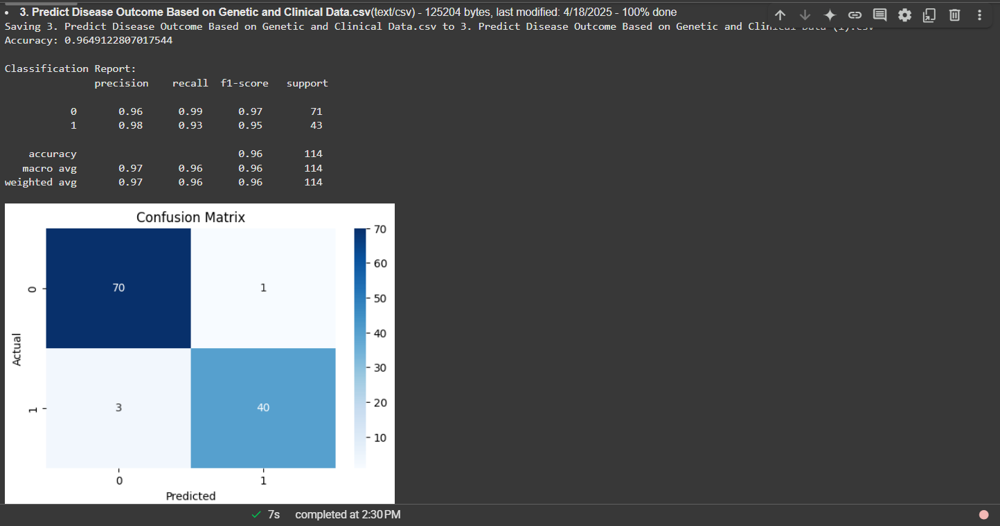 3. Predict Disease Outcome Based on Genetic and Clinical Data.csv(text/csv) - 125204 bytes, last modified: 4/18/2025 - 100% done
Saving 3. Predict Disease Outcome Based on Genetic and Clinical Data.csv to 3. Predict Disease Outcome Based on Genetic and Clinical Data (1).csv
Accuracy: 0.9649122807017544
Classification Report:
precision recall f1-score support
0 0.96 0.99 0.97 71
1 0.98 0.93 0.95 43
accuracy 0.96 114
macro avg 0.97 0.96 0.96 114
weighted avg 0.97 0.96 0.96 114
Confusion Matrix
70
60
50
40
30
20
10
0
70 1
Actual
1
3 40
0 1
Predicted
7s completed at 2:30 PM